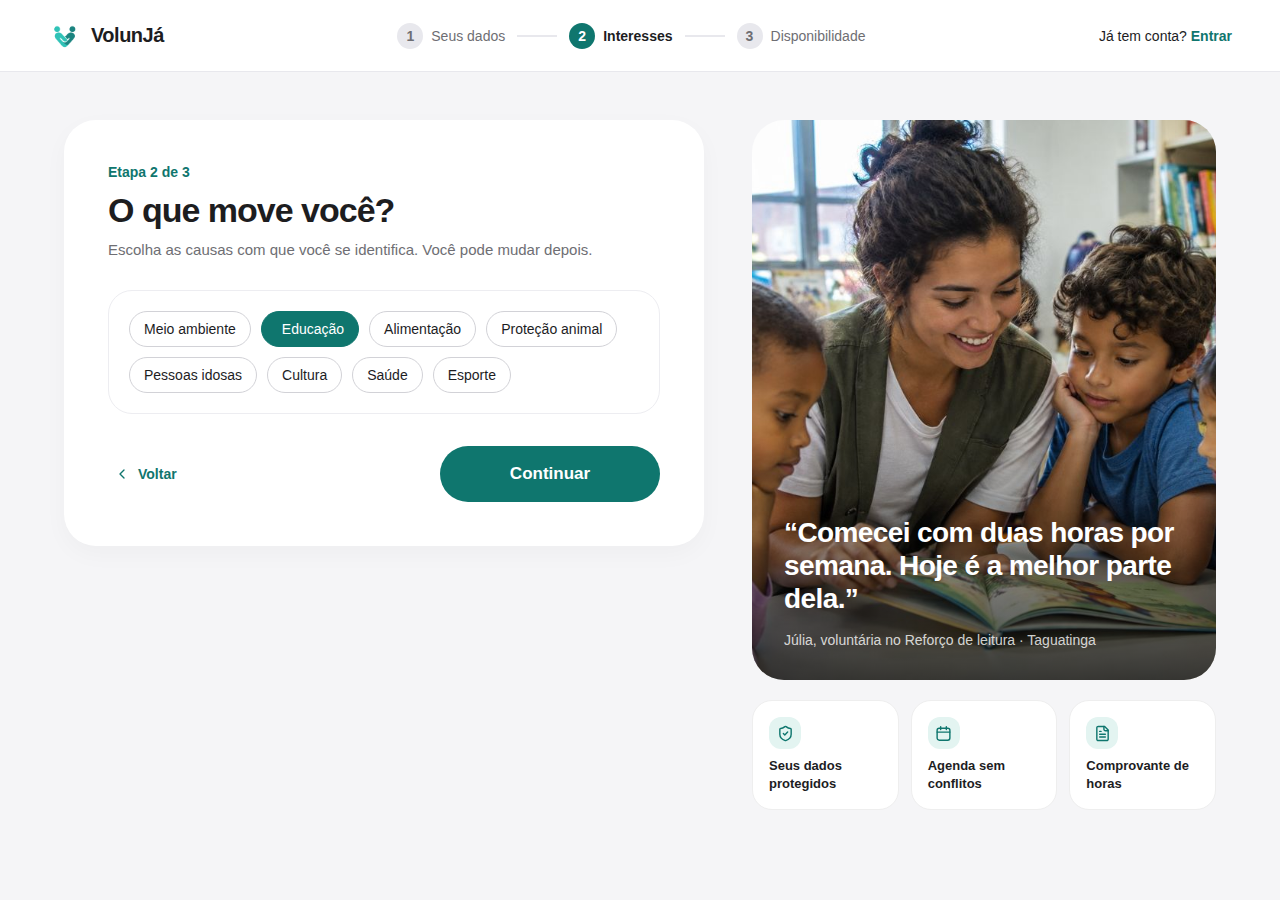 VolunJá
1 Seus dados
2 Interesses
3 Disponibilidade
Já tem conta? Entrar
Etapa 2 de 3
O que move você?
Escolha as causas com que você se identifica. Você pode mudar depois.
Meio ambiente
Educação
Alimentação
Proteção animal
Pessoas idosas
Cultura
Saúde
Esporte
Voltar
Continuar
“Comecei com duas horas por
semana. Hoje é a melhor parte
dela.”
Júlia, voluntária no Reforço de leitura · Taguatinga
Seus dados
protegidos
Agenda sem
conflitos
Comprovante de
horas